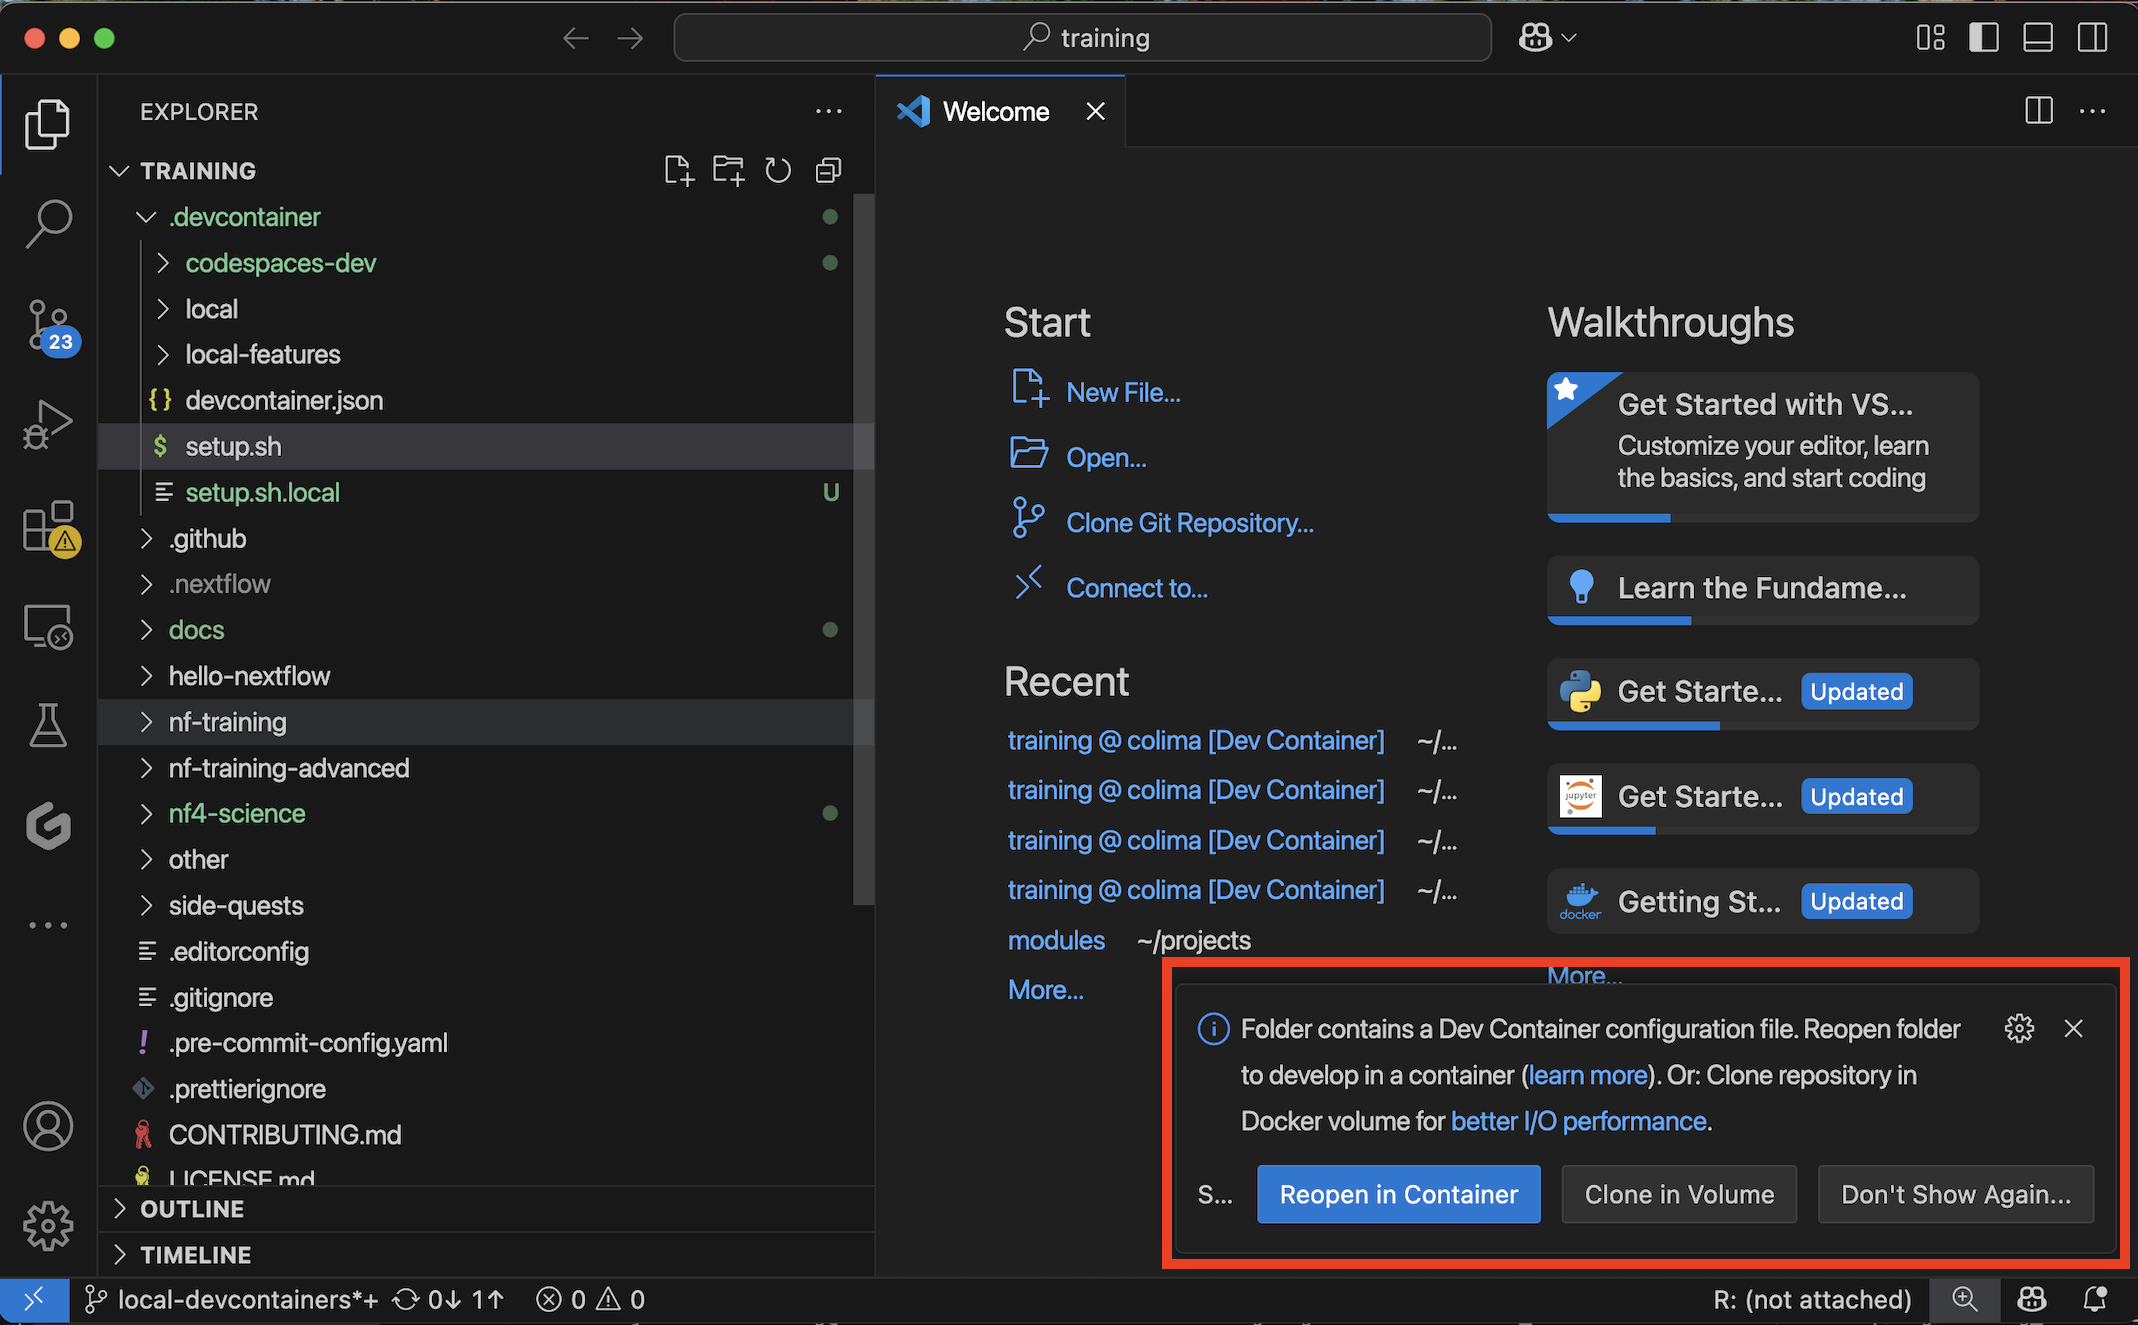 training
EXPLORER
Welcome
TRAINING
.devcontainer
codespaces-dev
local
local-features
{} devcontainer.json
$ setup.sh
setup.sh.local U
.github
.nextflow
docs
hello-nextflow
nf-training
nf-training-advanced
nf4-science
other
side-quests
.editorconfig
.gitignore
! .pre-commit-config.yaml
.prettierignore
CONTRIBUTING.md
LICENSE.md
OUTLINE
TIMELINE
23
Start
New File...
Open...
Clone Git Repository...
Connect to...
Recent
training @ colima [Dev Container] ~/...
training @ colima [Dev Container] ~/...
training @ colima [Dev Container] ~/...
training @ colima [Dev Container] ~/...
modules ~/projects
More...
Walkthroughs
Get Started with VS...
Customize your editor, learn
the basics, and start coding
Learn the Fundame...
Get Starte... Updated
jupyter
Get Starte... Updated
docker
Getting St... Updated
More...
Folder contains a Dev Container configuration file. Reopen folder
to develop in a container (learn more). Or: Clone repository in
Docker volume for better I/O performance.
S... Reopen in Container Clone in Volume Don't Show Again...
local-devcontainers*+ 0↓ 1↑ 0 0 R: (not attached)